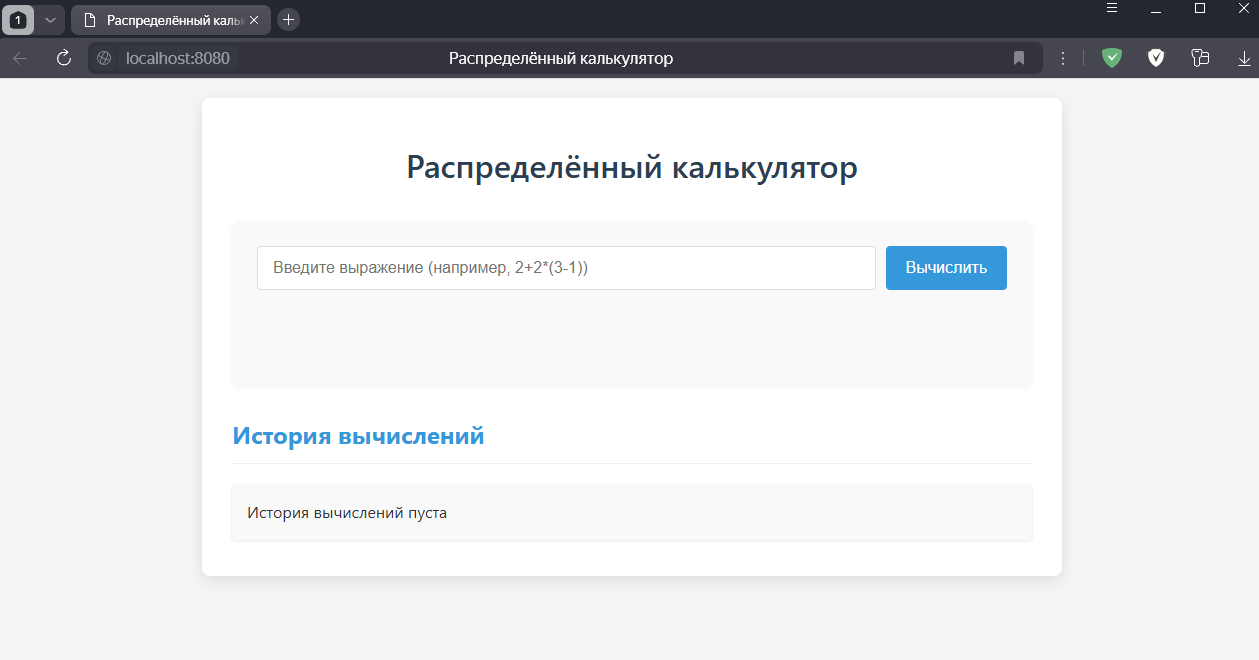 1
Распределённый каль
localhost:8080
Распределённый калькулятор
Распределённый калькулятор
Введите выражение (например, 2+2*(3-1))
Вычислить
История вычислений
История вычислений пуста